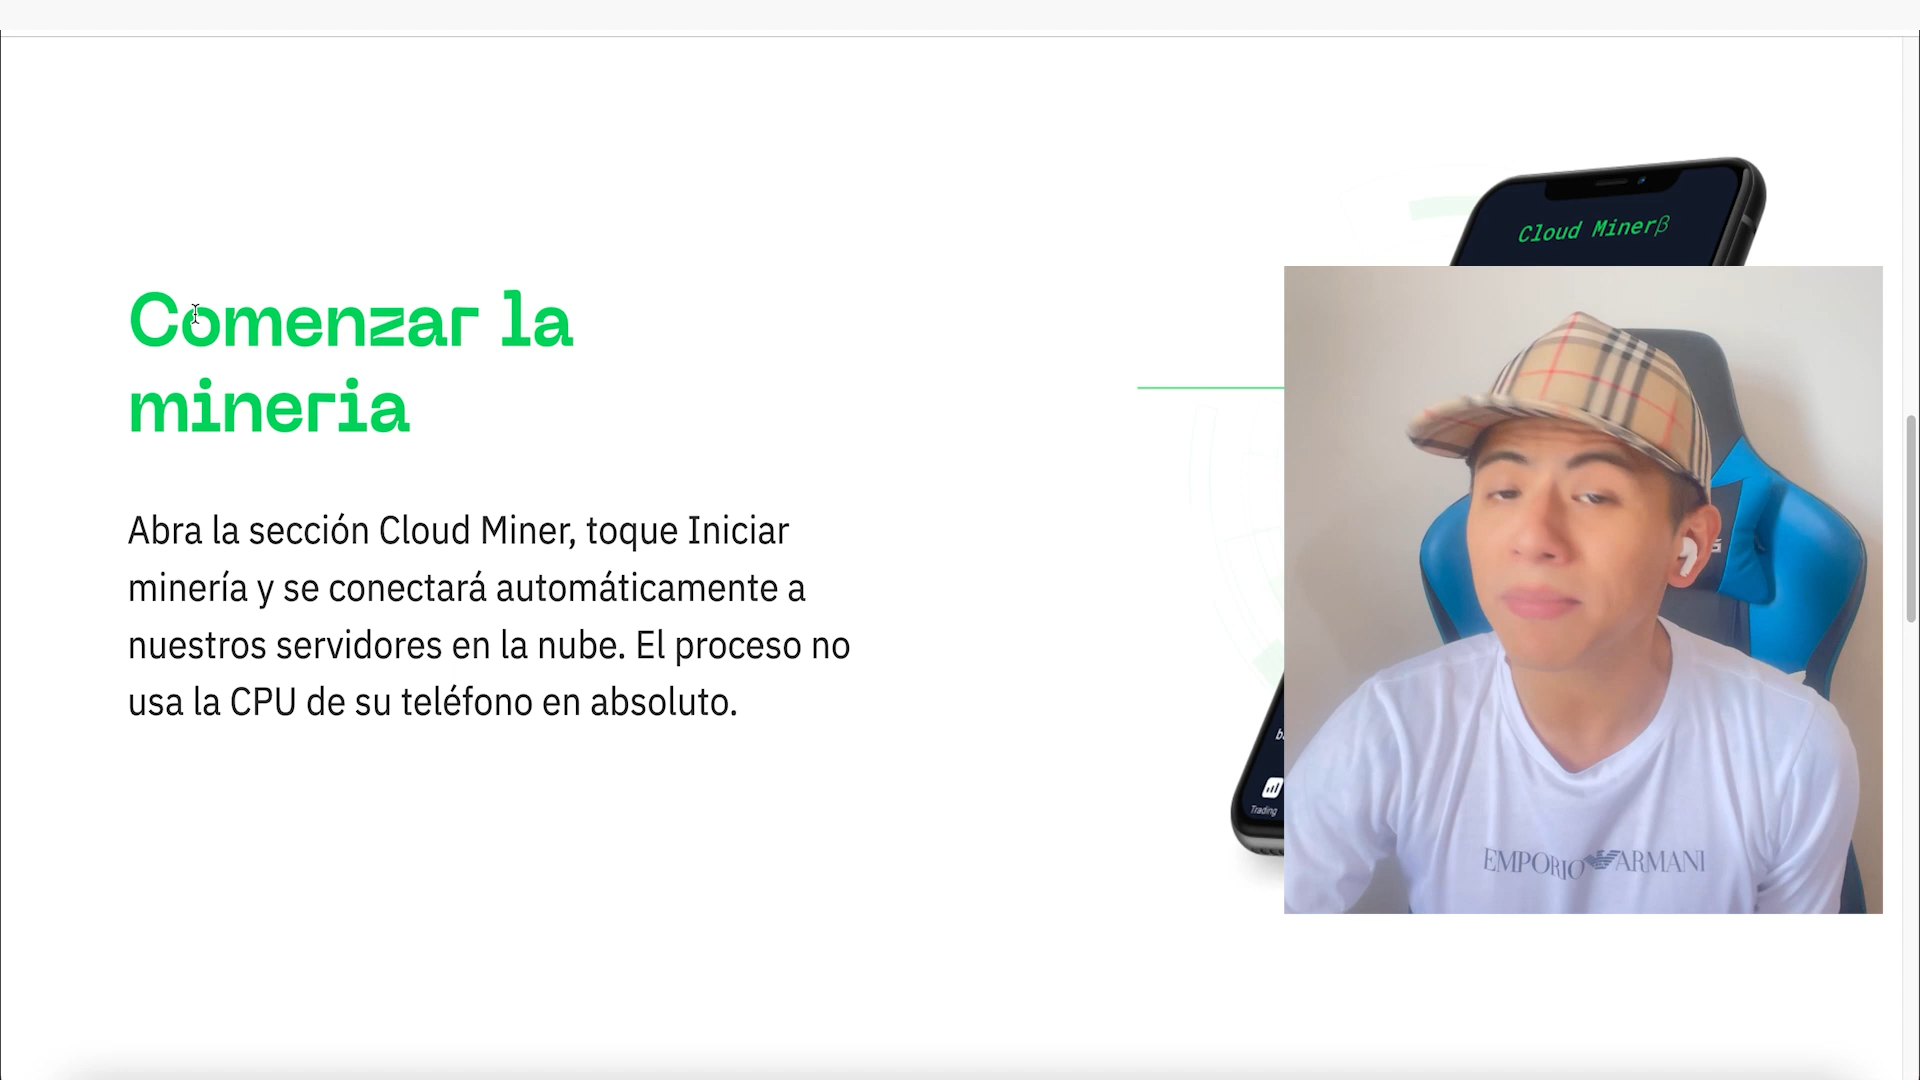 Cloud Minerβ
Comenzar la
mineria
Abra la sección Cloud Miner, toque Iniciar
minería y se conectará automáticamente a
nuestros servidores en la nube. El proceso no
usa la CPU de su teléfono en absoluto.
Trading
EMPORIO ARMANI